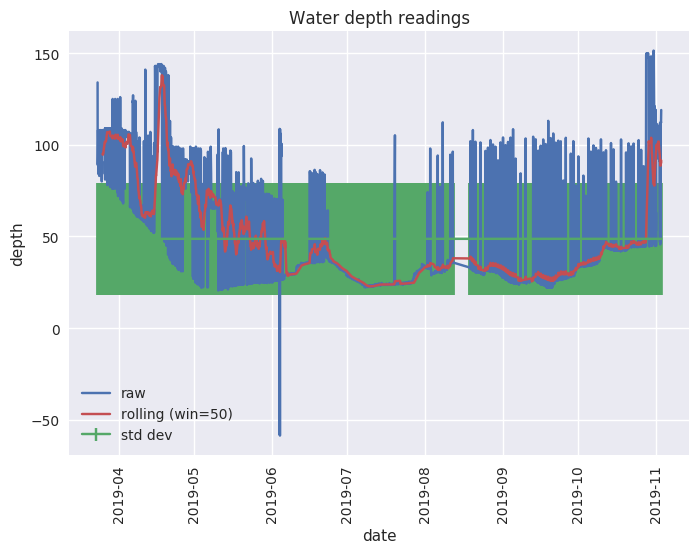 Water depth readings
150
100
50
0
−50
depth
raw
rolling (win=50)
std dev
2019-04
2019-05
2019-06
2019-07
2019-08
2019-09
2019-10
2019-11
date